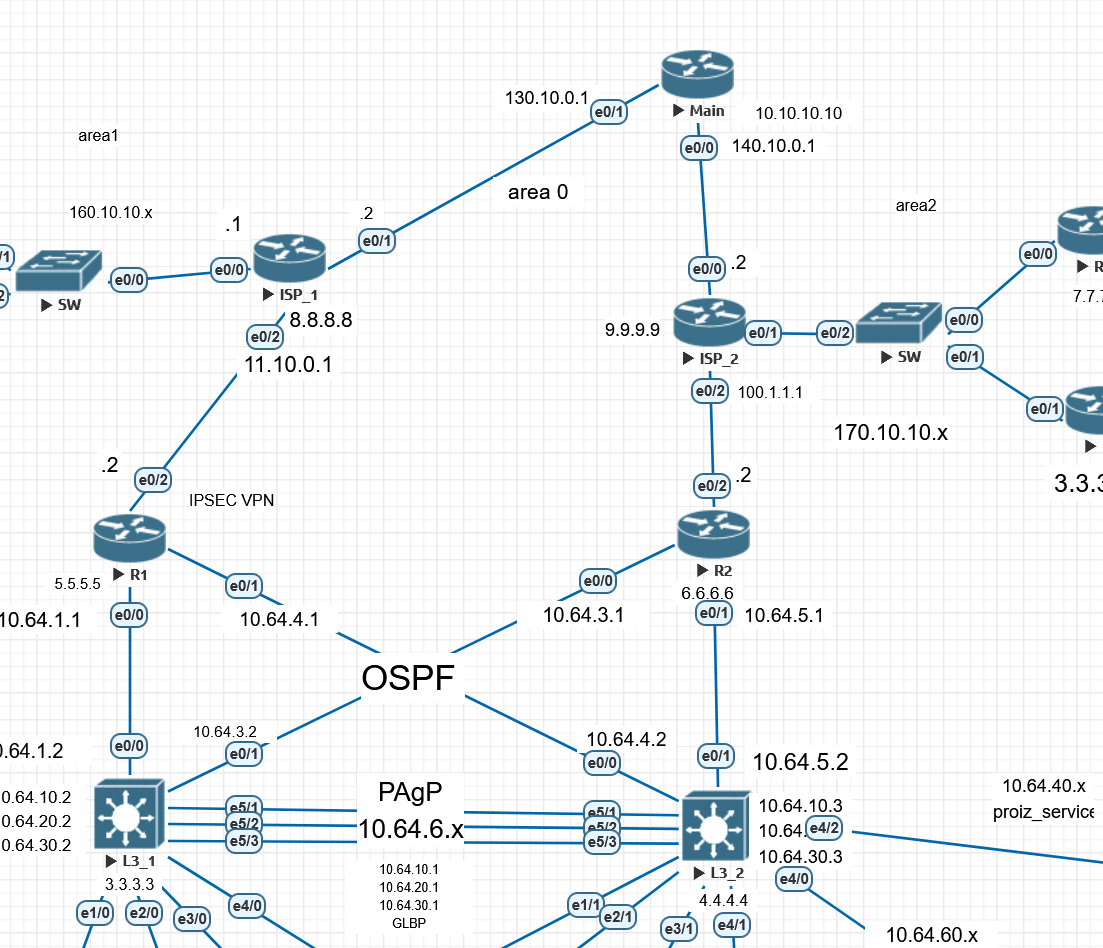 130.10.0.1
e0/1
Main
10.10.10.10
e0/0
140.10.0.1
area1
area 0
area2
160.10.10.x
.1
.2
e0/1
e0/0
e0/0
SW
ISP_1
8.8.8.8
e0/2
11.10.0.1
e0/0
.2
9.9.9.9
ISP_2
e0/1
e0/2
SW
e0/0
e0/0
e0/1
e0/1
R
7.7.7
e0/2
100.1.1.1
170.10.10.x
3.3.3
.2
e0/2
IPSEC VPN
e0/2
.2
R1
5.5.5.5
e0/1
e0/0
R2
6.6.6.6
10.64.1.1
e0/0
10.64.4.1
10.64.3.1
e0/1
10.64.5.1
OSPF
0.64.1.2
e0/0
10.64.3.2
e0/1
10.64.4.2
e0/0
e0/1
10.64.5.2
0.64.10.2
0.64.20.2
0.64.30.2
L3_1
3.3.3.3
PAgP
10.64.6.x
e5/1
e5/2
e5/3
e5/1
e5/2
e5/3
10.64.10.3
10.64.
e4/2
10.64.30.3
10.64.40.x
proiz_service
L3_2
4.4.4.4
e4/0
10.64.10.1
10.64.20.1
10.64.30.1
GLBP
e1/0
e2/0
e3/0
e4/0
e1/1
e2/1
e3/1
e4/1
10.64.60.x